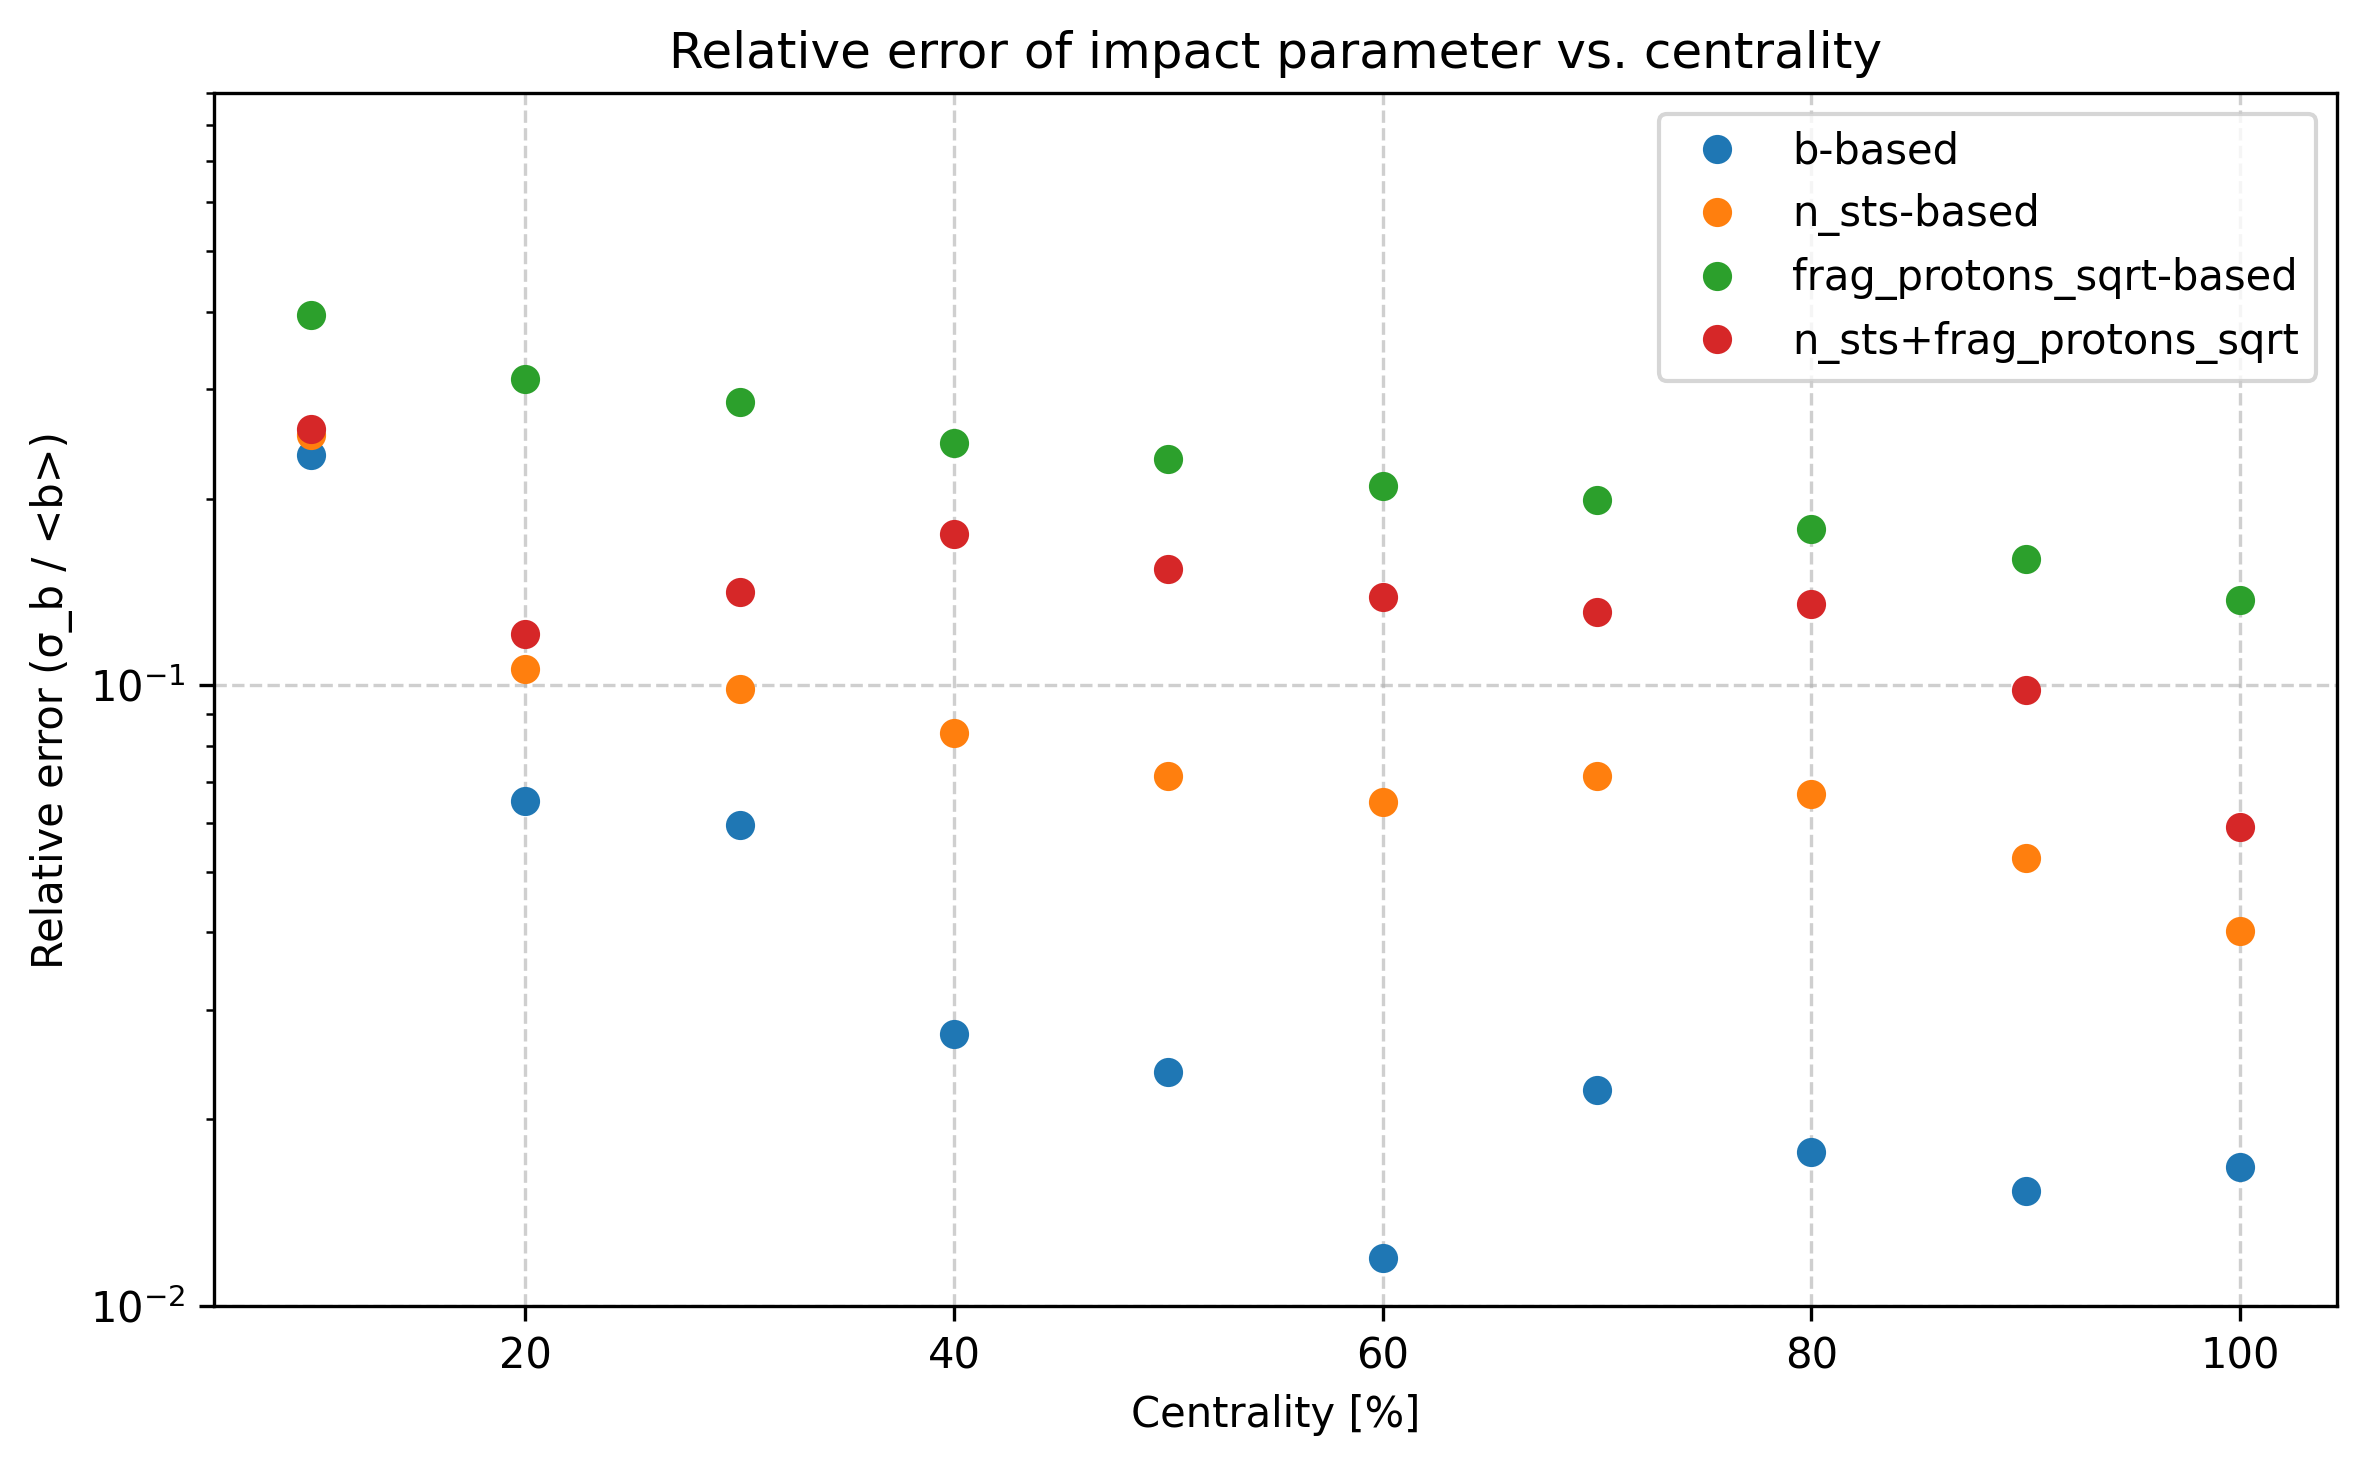 Relative error of impact parameter vs. centrality
b-based
n_sts-based
frag_protons_sqrt-based
n_sts+frag_protons_sqrt
Relative error (σ_b / <b>)
10⁻¹
10⁻²
20 40 60 80 100
Centrality [%]